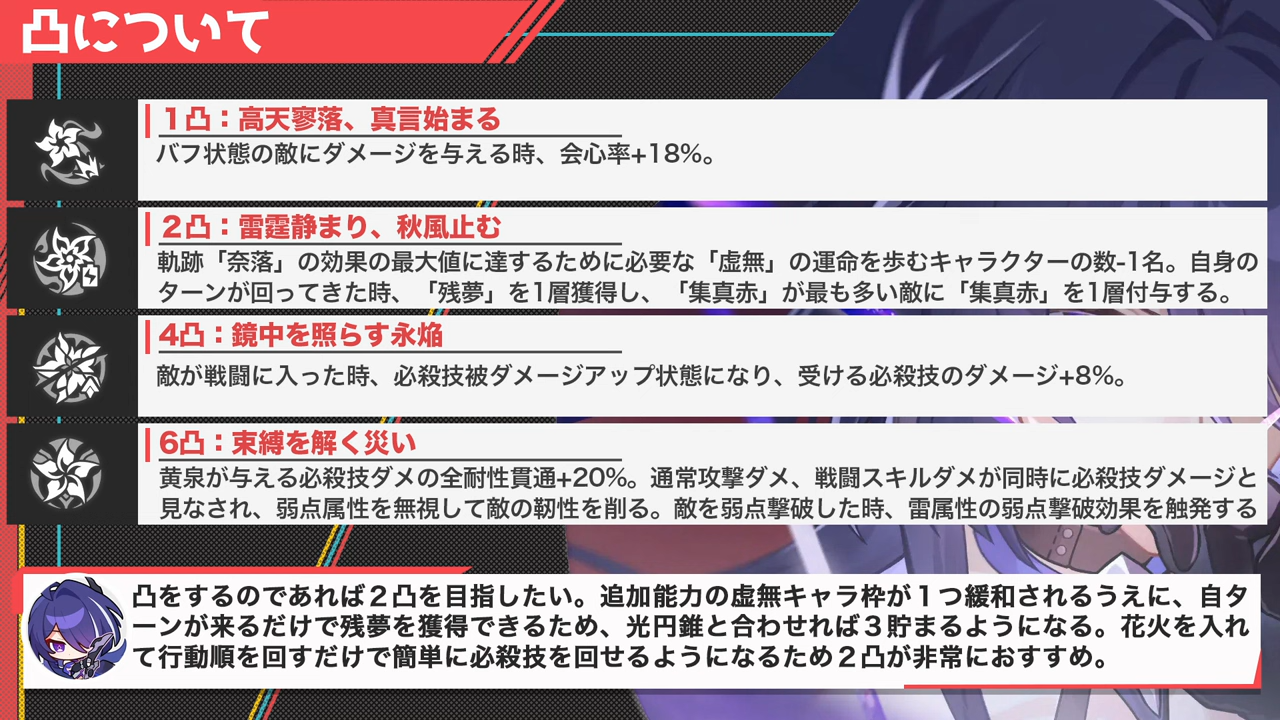 凸について
１凸：高天寥落、真言始まる
バフ状態の敵にダメージを与える時、会心率+18%。
２凸：雷霆静まり、秋風止む
軌跡「奈落」の効果の最大値に達するために必要な「虚無」の運命を歩むキャラクターの数-1名。自身の
ターンが回ってきた時、「残夢」を1層獲得し、「集真赤」が最も多い敵に「集真赤」を1層付与する。
4凸：鏡中を照らす永焔
敵が戦闘に入った時、必殺技被ダメージアップ状態になり、受ける必殺技のダメージ+8%。
6凸：束縛を解く災い
黄泉が与える必殺技ダメの全耐性貫通+20%。通常攻撃ダメ、戦闘スキルダメが同時に必殺技ダメージと
見なされ、弱点属性を無視して敵の靭性を削る。敵を弱点撃破した時、雷属性の弱点撃破効果を触発する
凸をするのであれば２凸を目指したい。追加能力の虚無キャラ枠が１つ緩和されるうえに、自タ
ーンが来るだけで残夢を獲得できるため、光円錐と合わせれば３貯まるようになる。花火を入れ
て行動順を回すだけで簡単に必殺技を回せるようになるため２凸が非常におすすめ。